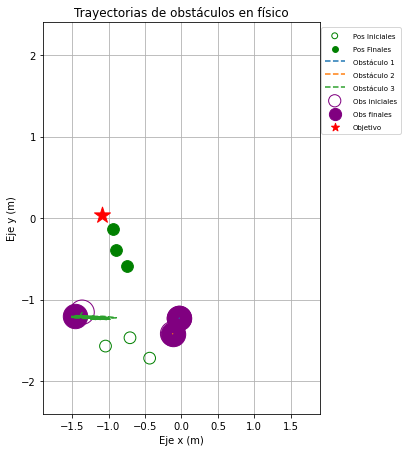 Trayectorias de obstáculos en físico
Pos Iniciales
Pos Finales
Obstáculo 1
Obstáculo 2
Obstáculo 3
Obs Iniciales
Obs finales
Objetivo
Eje y (m)
2
1
0
−1
−2
−1.5
−1.0
−0.5
0.0
0.5
1.0
1.5
Eje x (m)